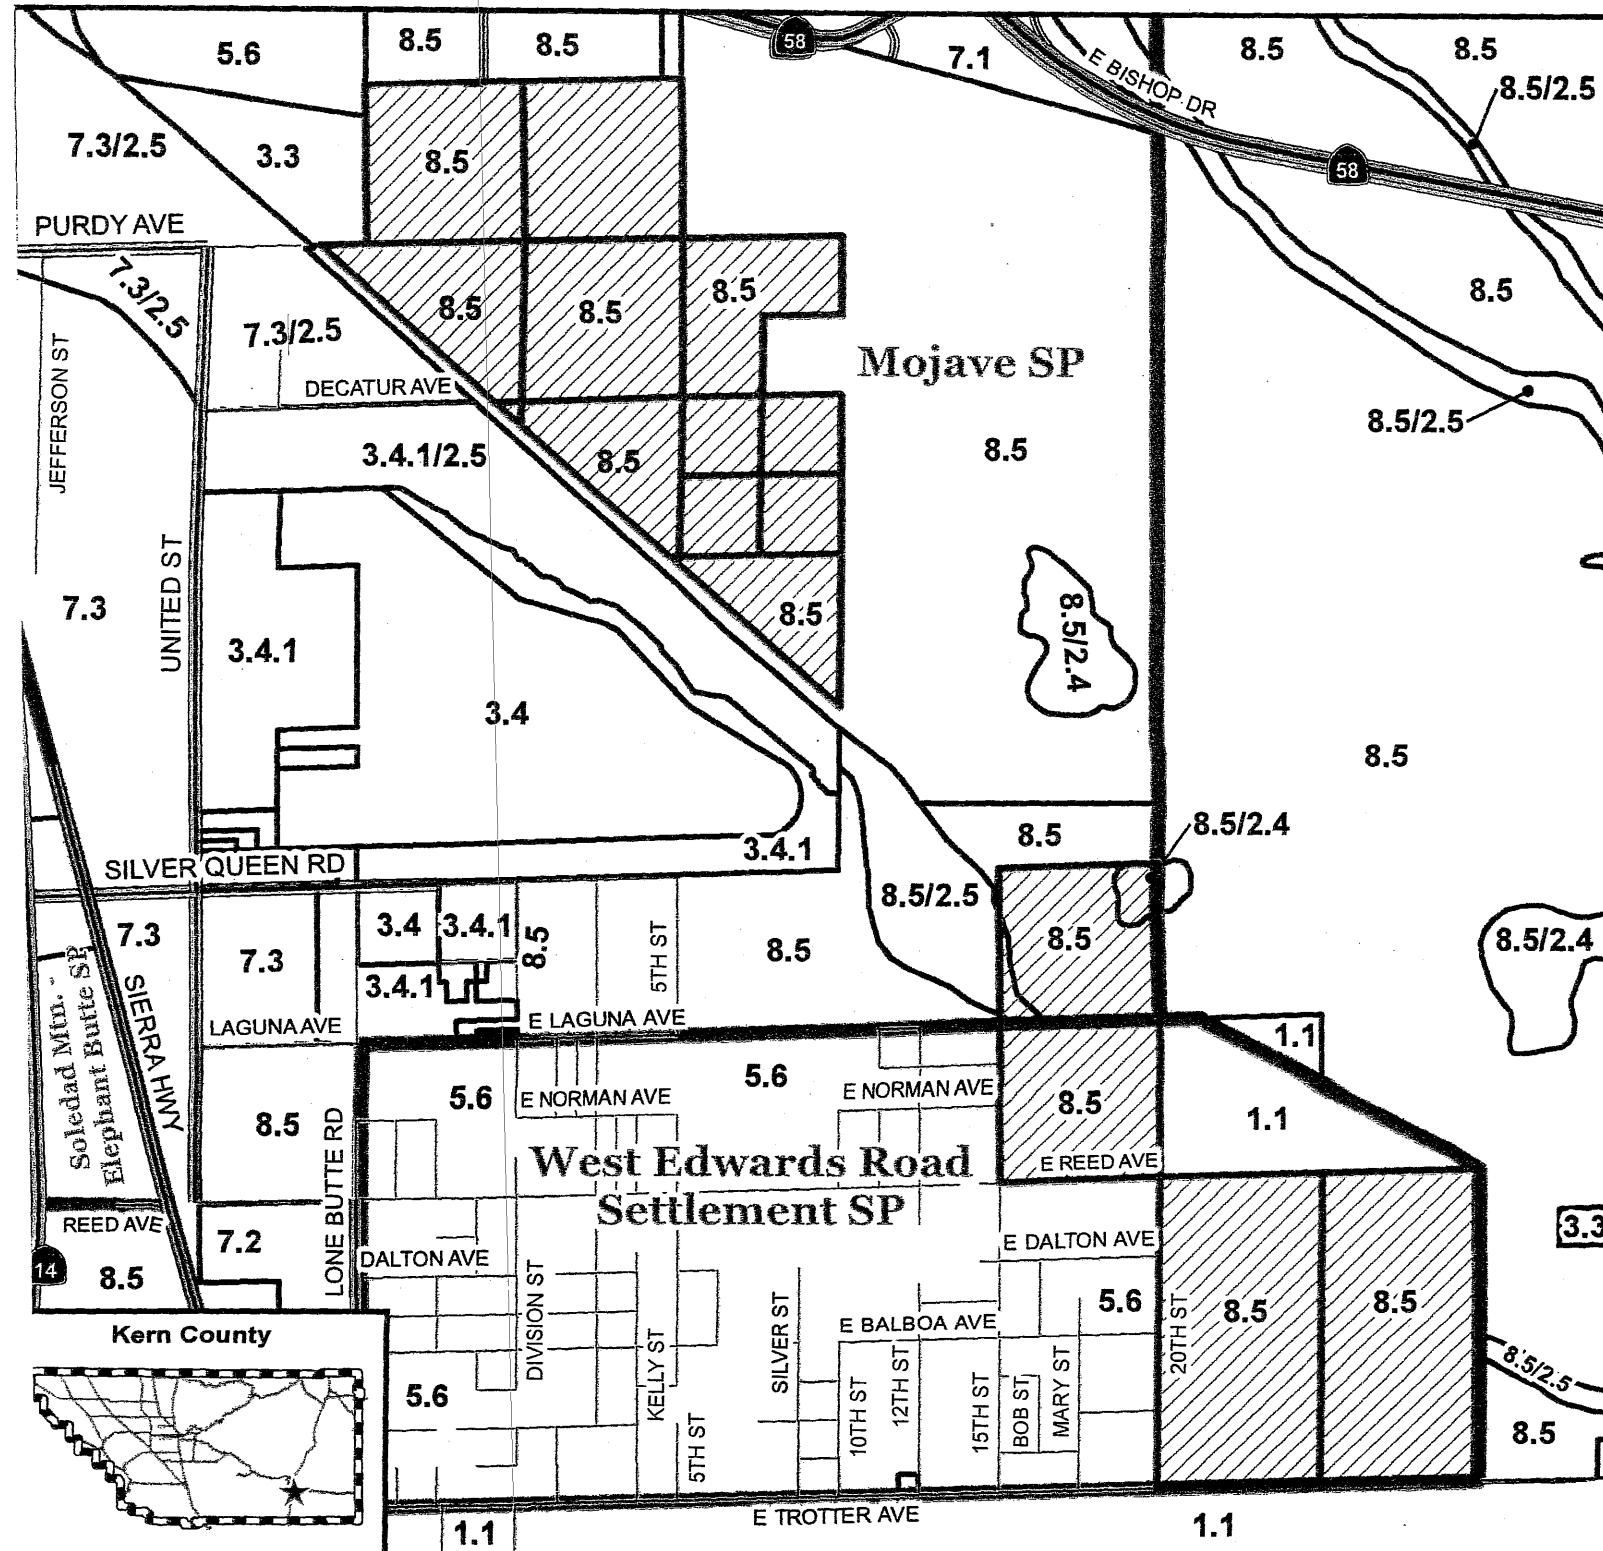 5.6
8.5
8.5
58
7.1
E BISHOP DR
8.5
8.5
8.5/2.5
7.3/2.5
3.3
8.5
58
PURDY AVE
7.3/2.5
7.3/2.5
8.5
8.5
8.5
8.5
JEFFERSON ST
DECATUR AVE
Mojave SP
8.5/2.5
3.4.1/2.5
8.5
8.5
UNITED ST
7.3
3.4.1
8.5
8.5/2.4
3.4
8.5
8.5
8.5/2.4
SILVER QUEEN RD
3.4.1
8.5/2.5
7.3
7.3
3.4
3.4.1
8.5
5TH ST
8.5
8.5
8.5/2.4
3.4.1
Soledad Mtn. -
Elephant Butte SP
SIERRA HWY
LAGUNA AVE
E LAGUNA AVE
1.1
5.6
E NORMAN AVE
5.6
E NORMAN AVE
8.5
1.1
8.5
LONE BUTTE RD
West Edwards Road
Settlement SP
E REED AVE
REED AVE
7.2
3.3
14
8.5
DALTON AVE
DIVISION ST
E DALTON AVE
5.6
20TH ST
8.5
8.5
Kern County
E BALBOA AVE
SILVER ST
KELLY ST
5.6
5TH ST
10TH ST
12TH ST
15TH ST
BOB ST
MARY ST
8.5/2.5
8.5
E TROTTER AVE
1.1
1.1